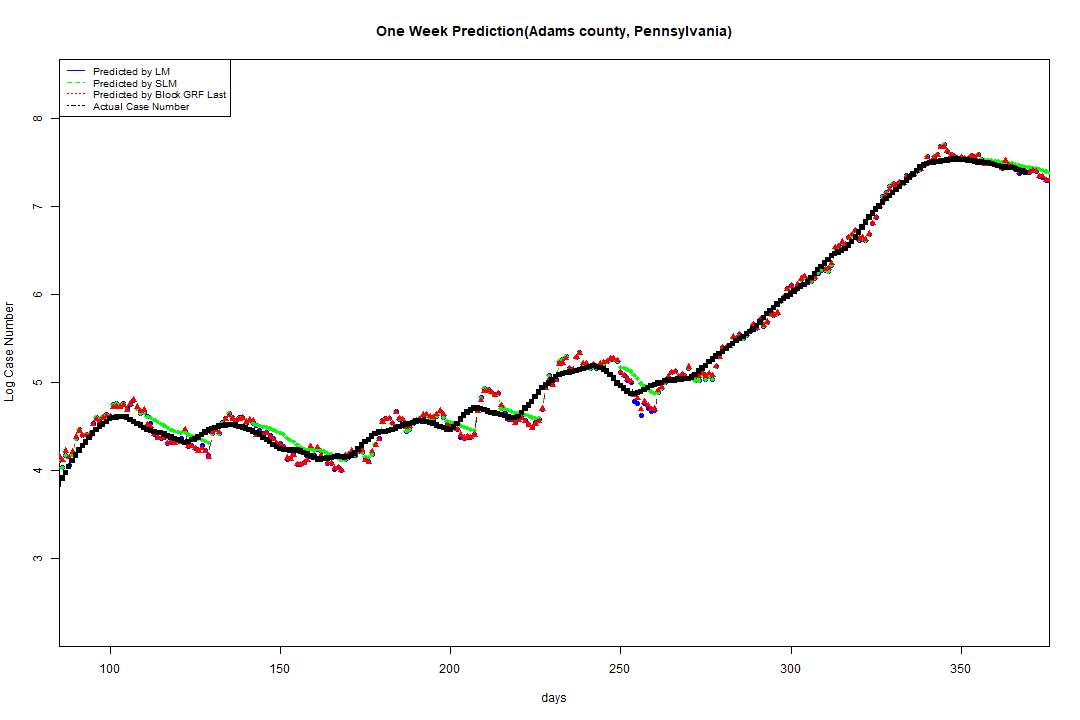 One Week Prediction(Adams county, Pennsylvania)
Predicted by LM
Predicted by SLM
Predicted by Block GRF Last
Actual Case Number
Log Case Number
8
7
6
5
4
3
100 150 200 250 300 350
days